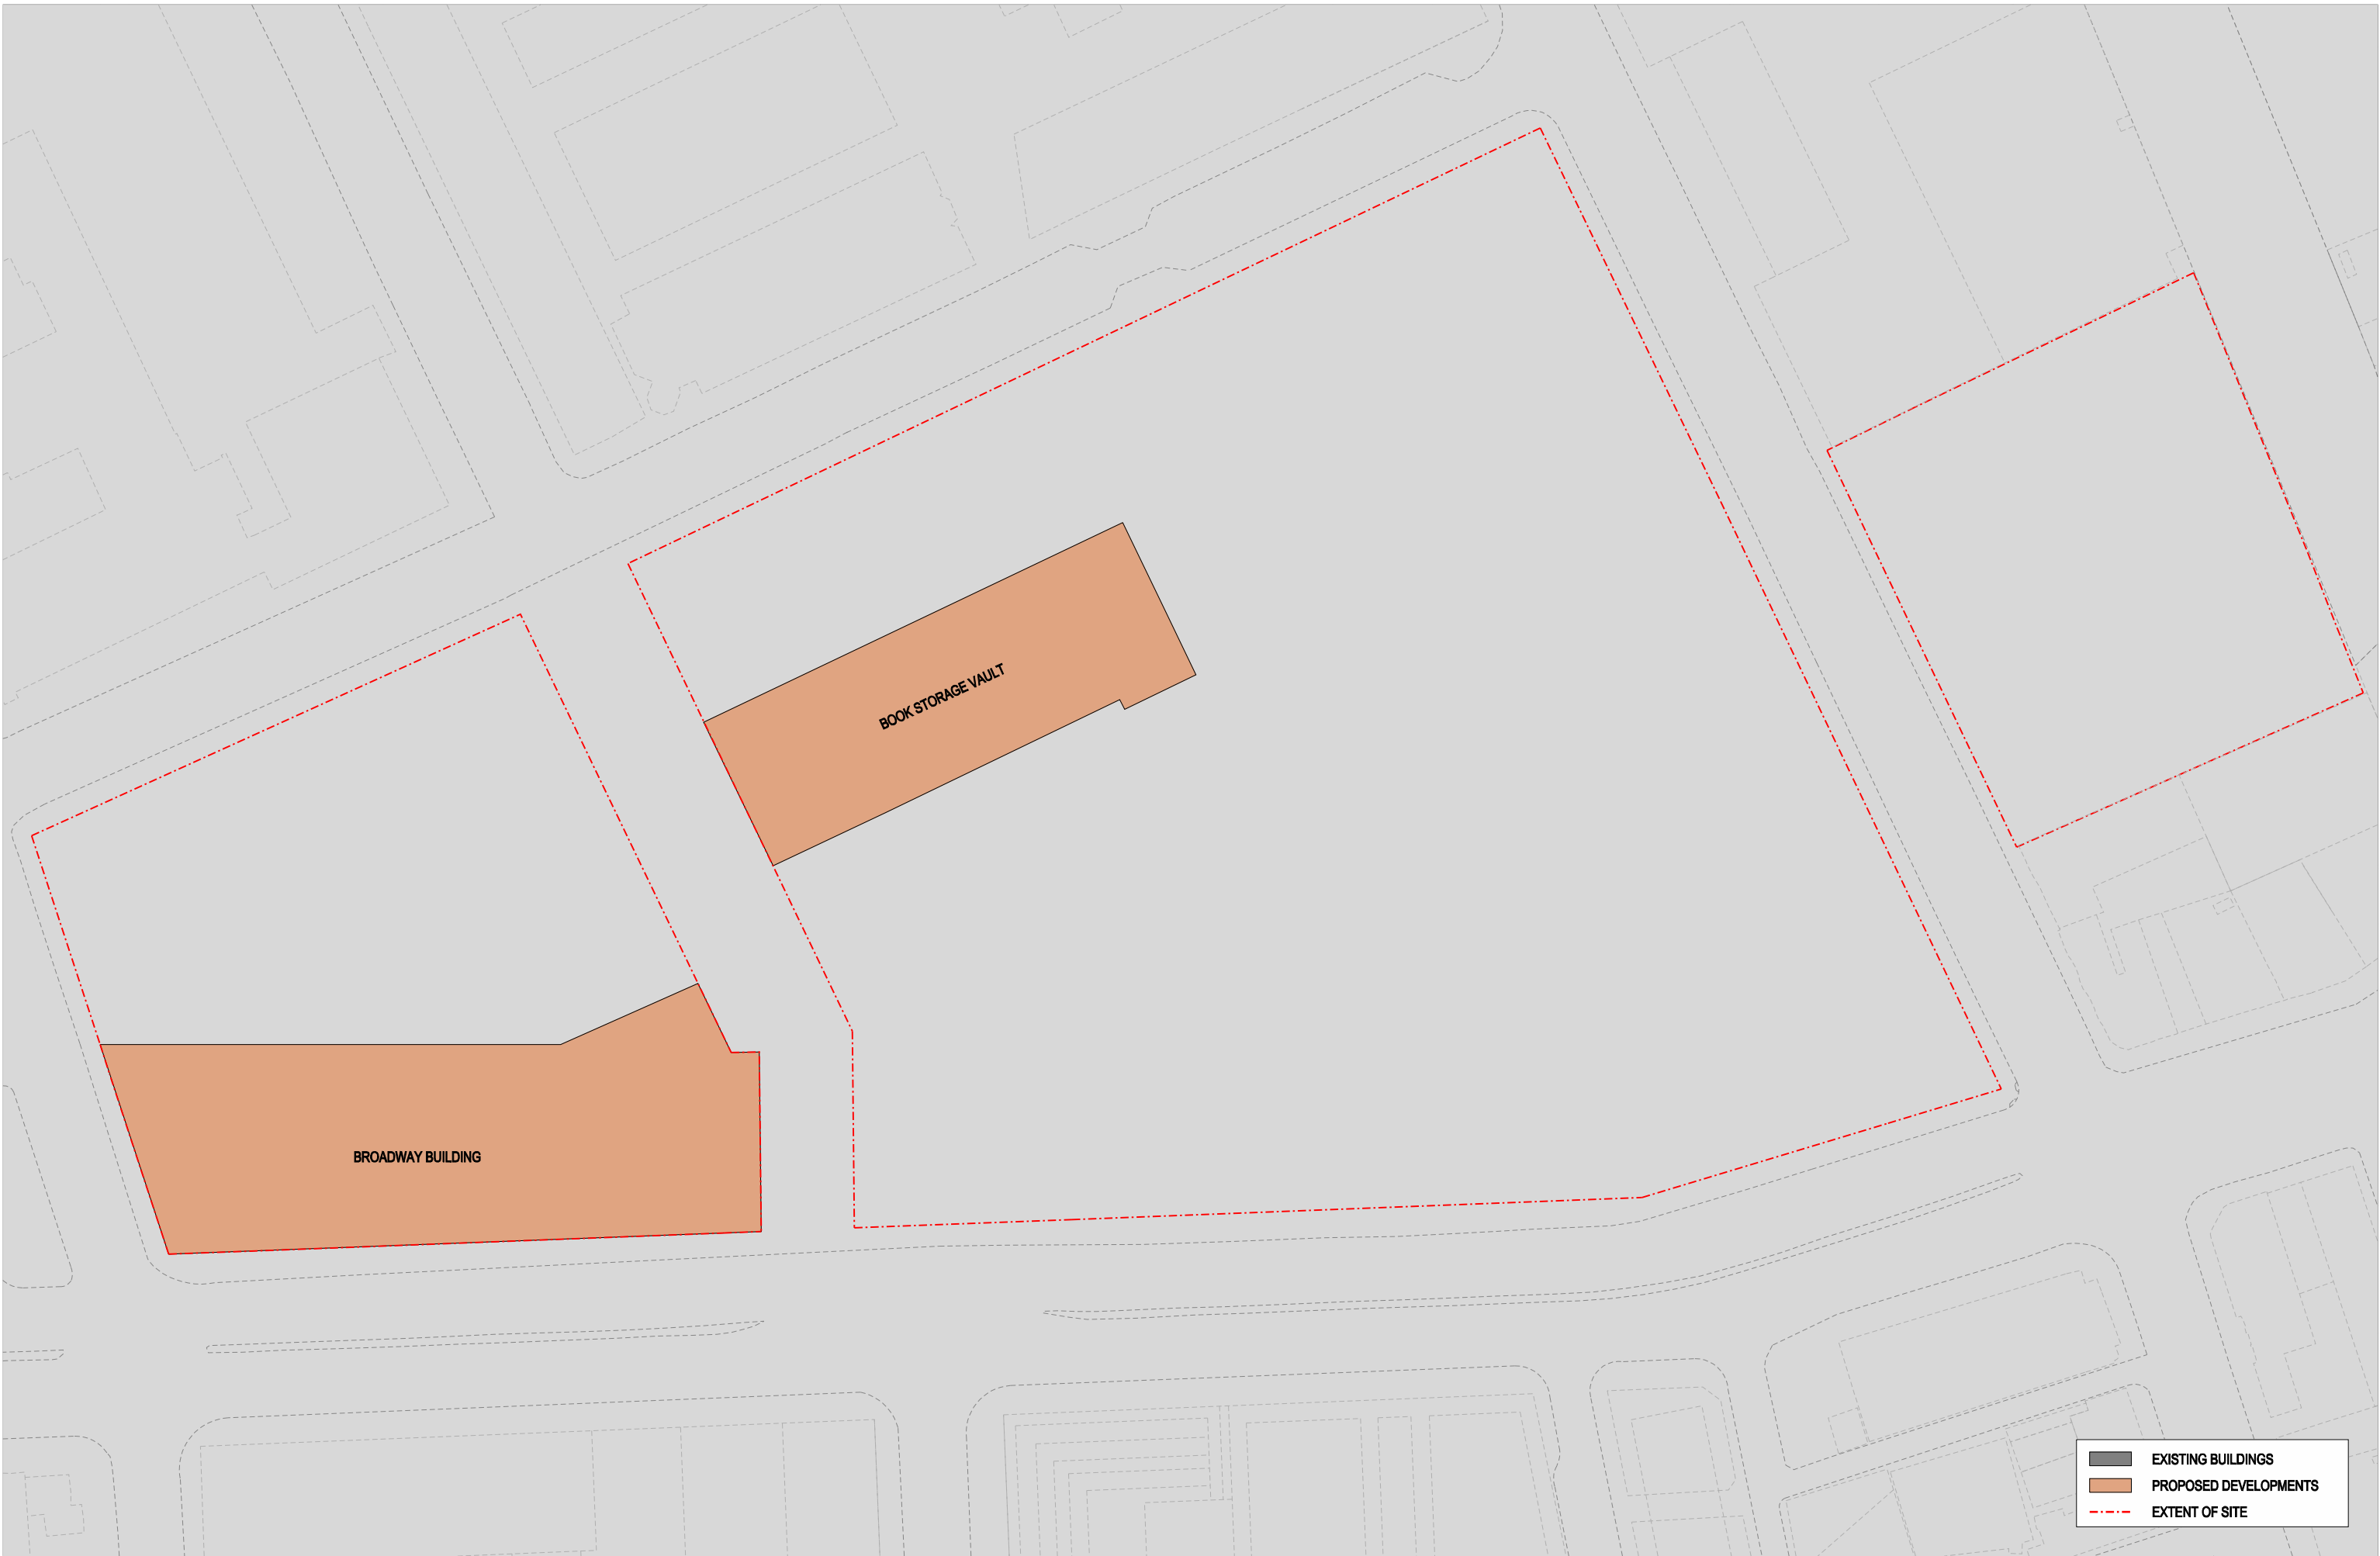 BOOK STORAGE VAULT
BROADWAY BUILDING
EXISTING BUILDINGS
PROPOSED DEVELOPMENTS
EXTENT OF SITE